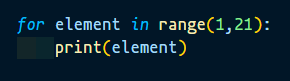 for element in range(1,21):
    print(element)